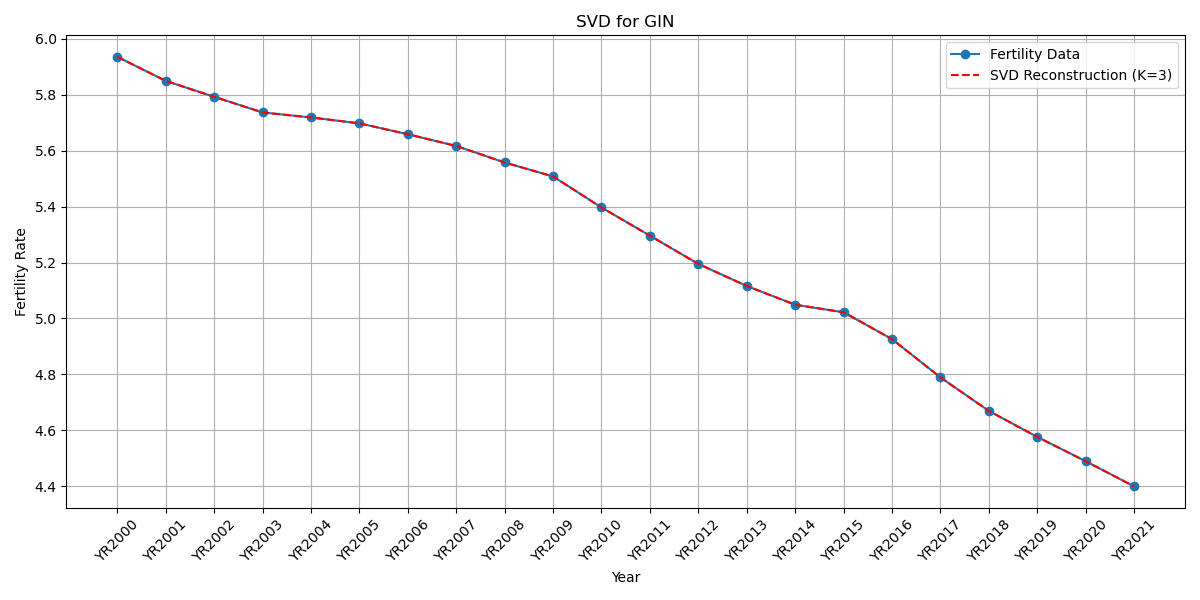 SVD for GIN
Fertility Data
SVD Reconstruction (K=3)
Fertility Rate
6.0
5.8
5.6
5.4
5.2
5.0
4.8
4.6
4.4
YR2000
YR2001
YR2002
YR2003
YR2004
YR2005
YR2006
YR2007
YR2008
YR2009
YR2010
YR2011
YR2012
YR2013
YR2014
YR2015
YR2016
YR2017
YR2018
YR2019
YR2020
YR2021
Year